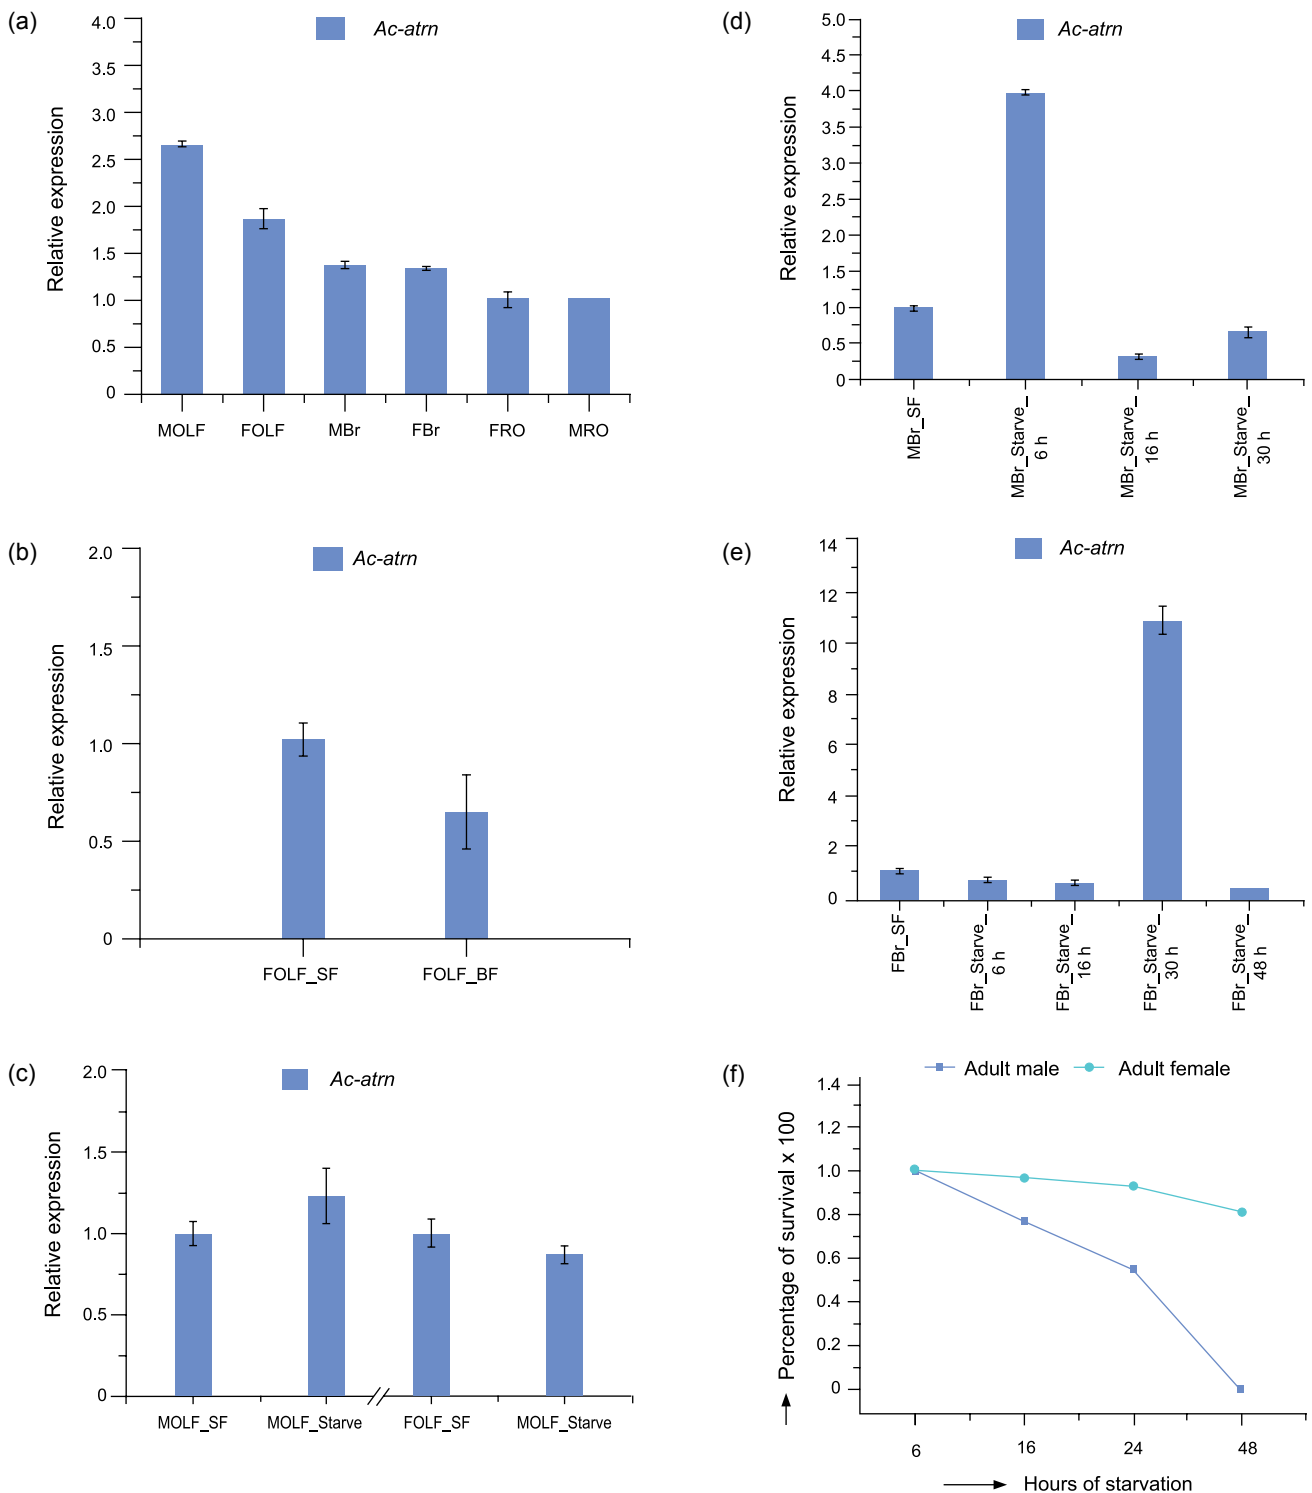 (a)
Ac-atrn
4.0
3.5
3.0
2.5
2.0
1.5
1.0
0.5
0
Relative expression
MOLF FOLF MBr FBr FRO MRO
(b)
Ac-atrn
2.0
1.5
1.0
0.5
0
Relative expression
FOLF_SF FOLF_BF
(c)
Ac-atrn
2.0
1.5
1.0
0.5
0
Relative expression
MOLF_SF MOLF_Starve FOLF_SF MOLF_Starve
(d)
Ac-atrn
5.0
4.5
4.0
3.5
3.0
2.5
2.0
1.5
1.0
0.5
0
Relative expression
MBr_SF
MBr_Starve_
6 h
MBr_Starve_
16 h
MBr_Starve_
30 h
(e)
Ac-atrn
14
12
10
8
6
4
2
0
Relative expression
FBr_SF
FBr_Starve_
6 h
FBr_Starve_
16 h
FBr_Starve_
30 h
FBr_Starve_
48 h
(f)
Adult male Adult female
1.4
1.2
1.0
0.8
0.6
0.4
0.2
0
Percentage of survival x 100
6 16 24 48
Hours of starvation